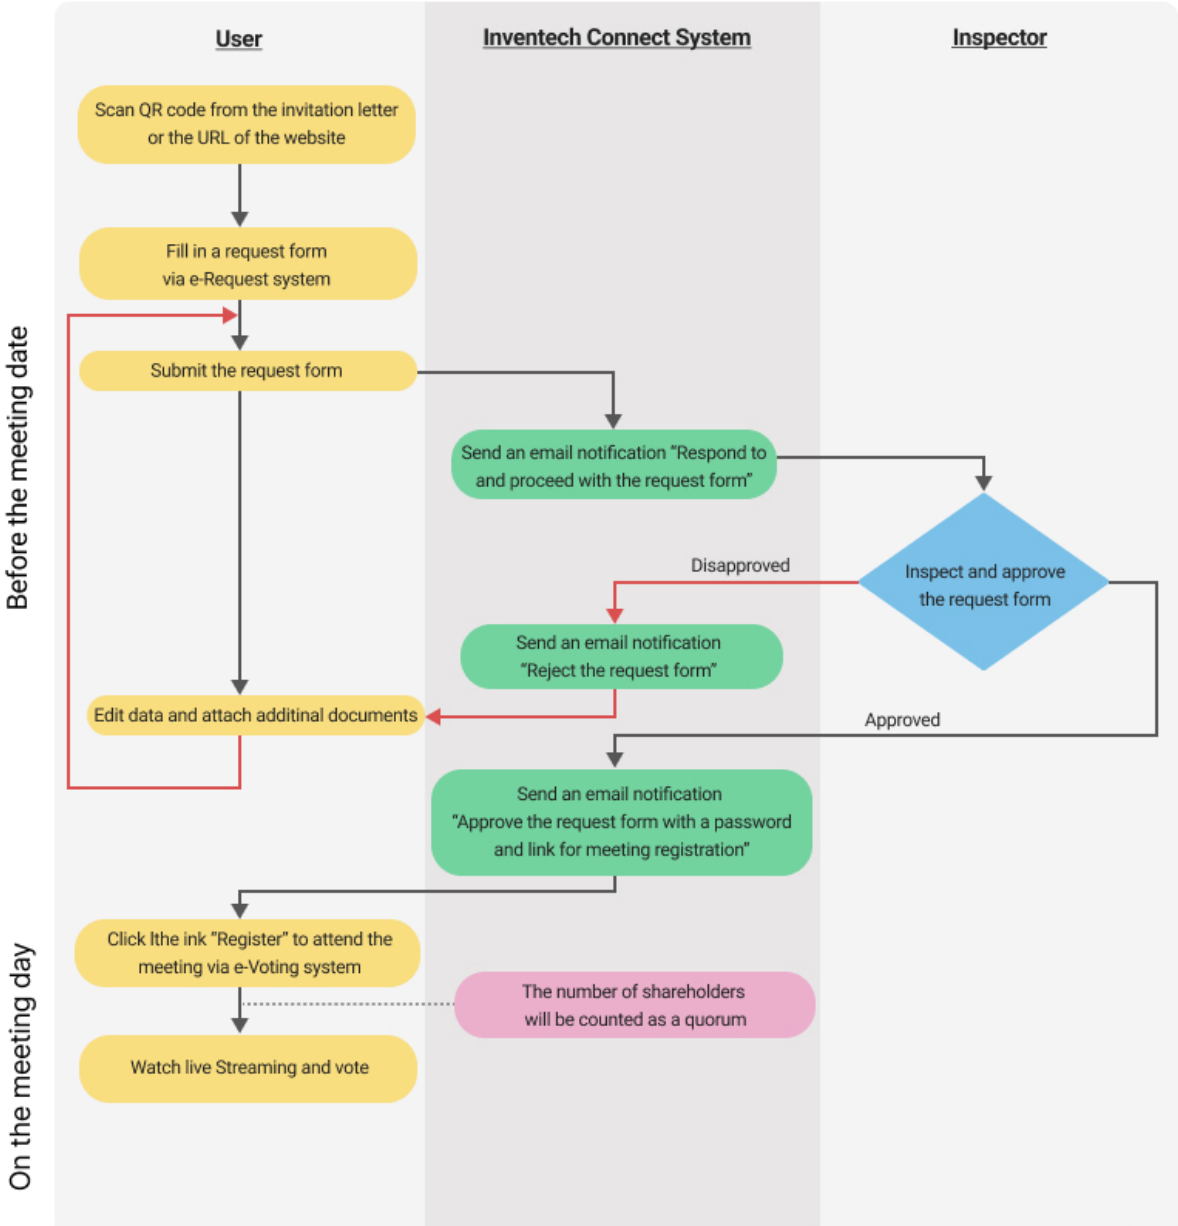 User
Inventech Connect System
Inspector
Before the meeting date
Scan QR code from the invitation letter
or the URL of the website
Fill in a request form
via e-Request system
Submit the request form
Send an email notification “Respond to
and proceed with the request form”
Inspect and approve
the request form
Disapproved
Send an email notification
“Reject the request form”
Edit data and attach additinal documents
Approved
Send an email notification
“Approve the request form with a password
and link for meeting registration”
On the meeting day
Click lthe ink “Register” to attend the
meeting via e-Voting system
The number of shareholders
will be counted as a quorum
Watch live Streaming and vote